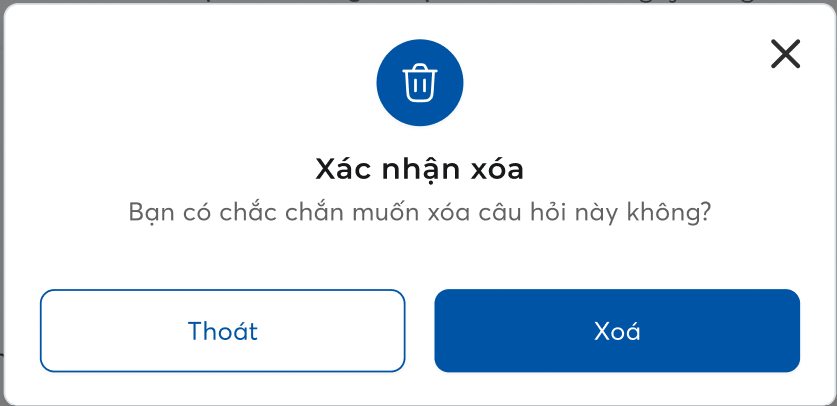 Xác nhận xóa
Bạn có chắc chắn muốn xóa câu hỏi này không?
Thoát
Xoá